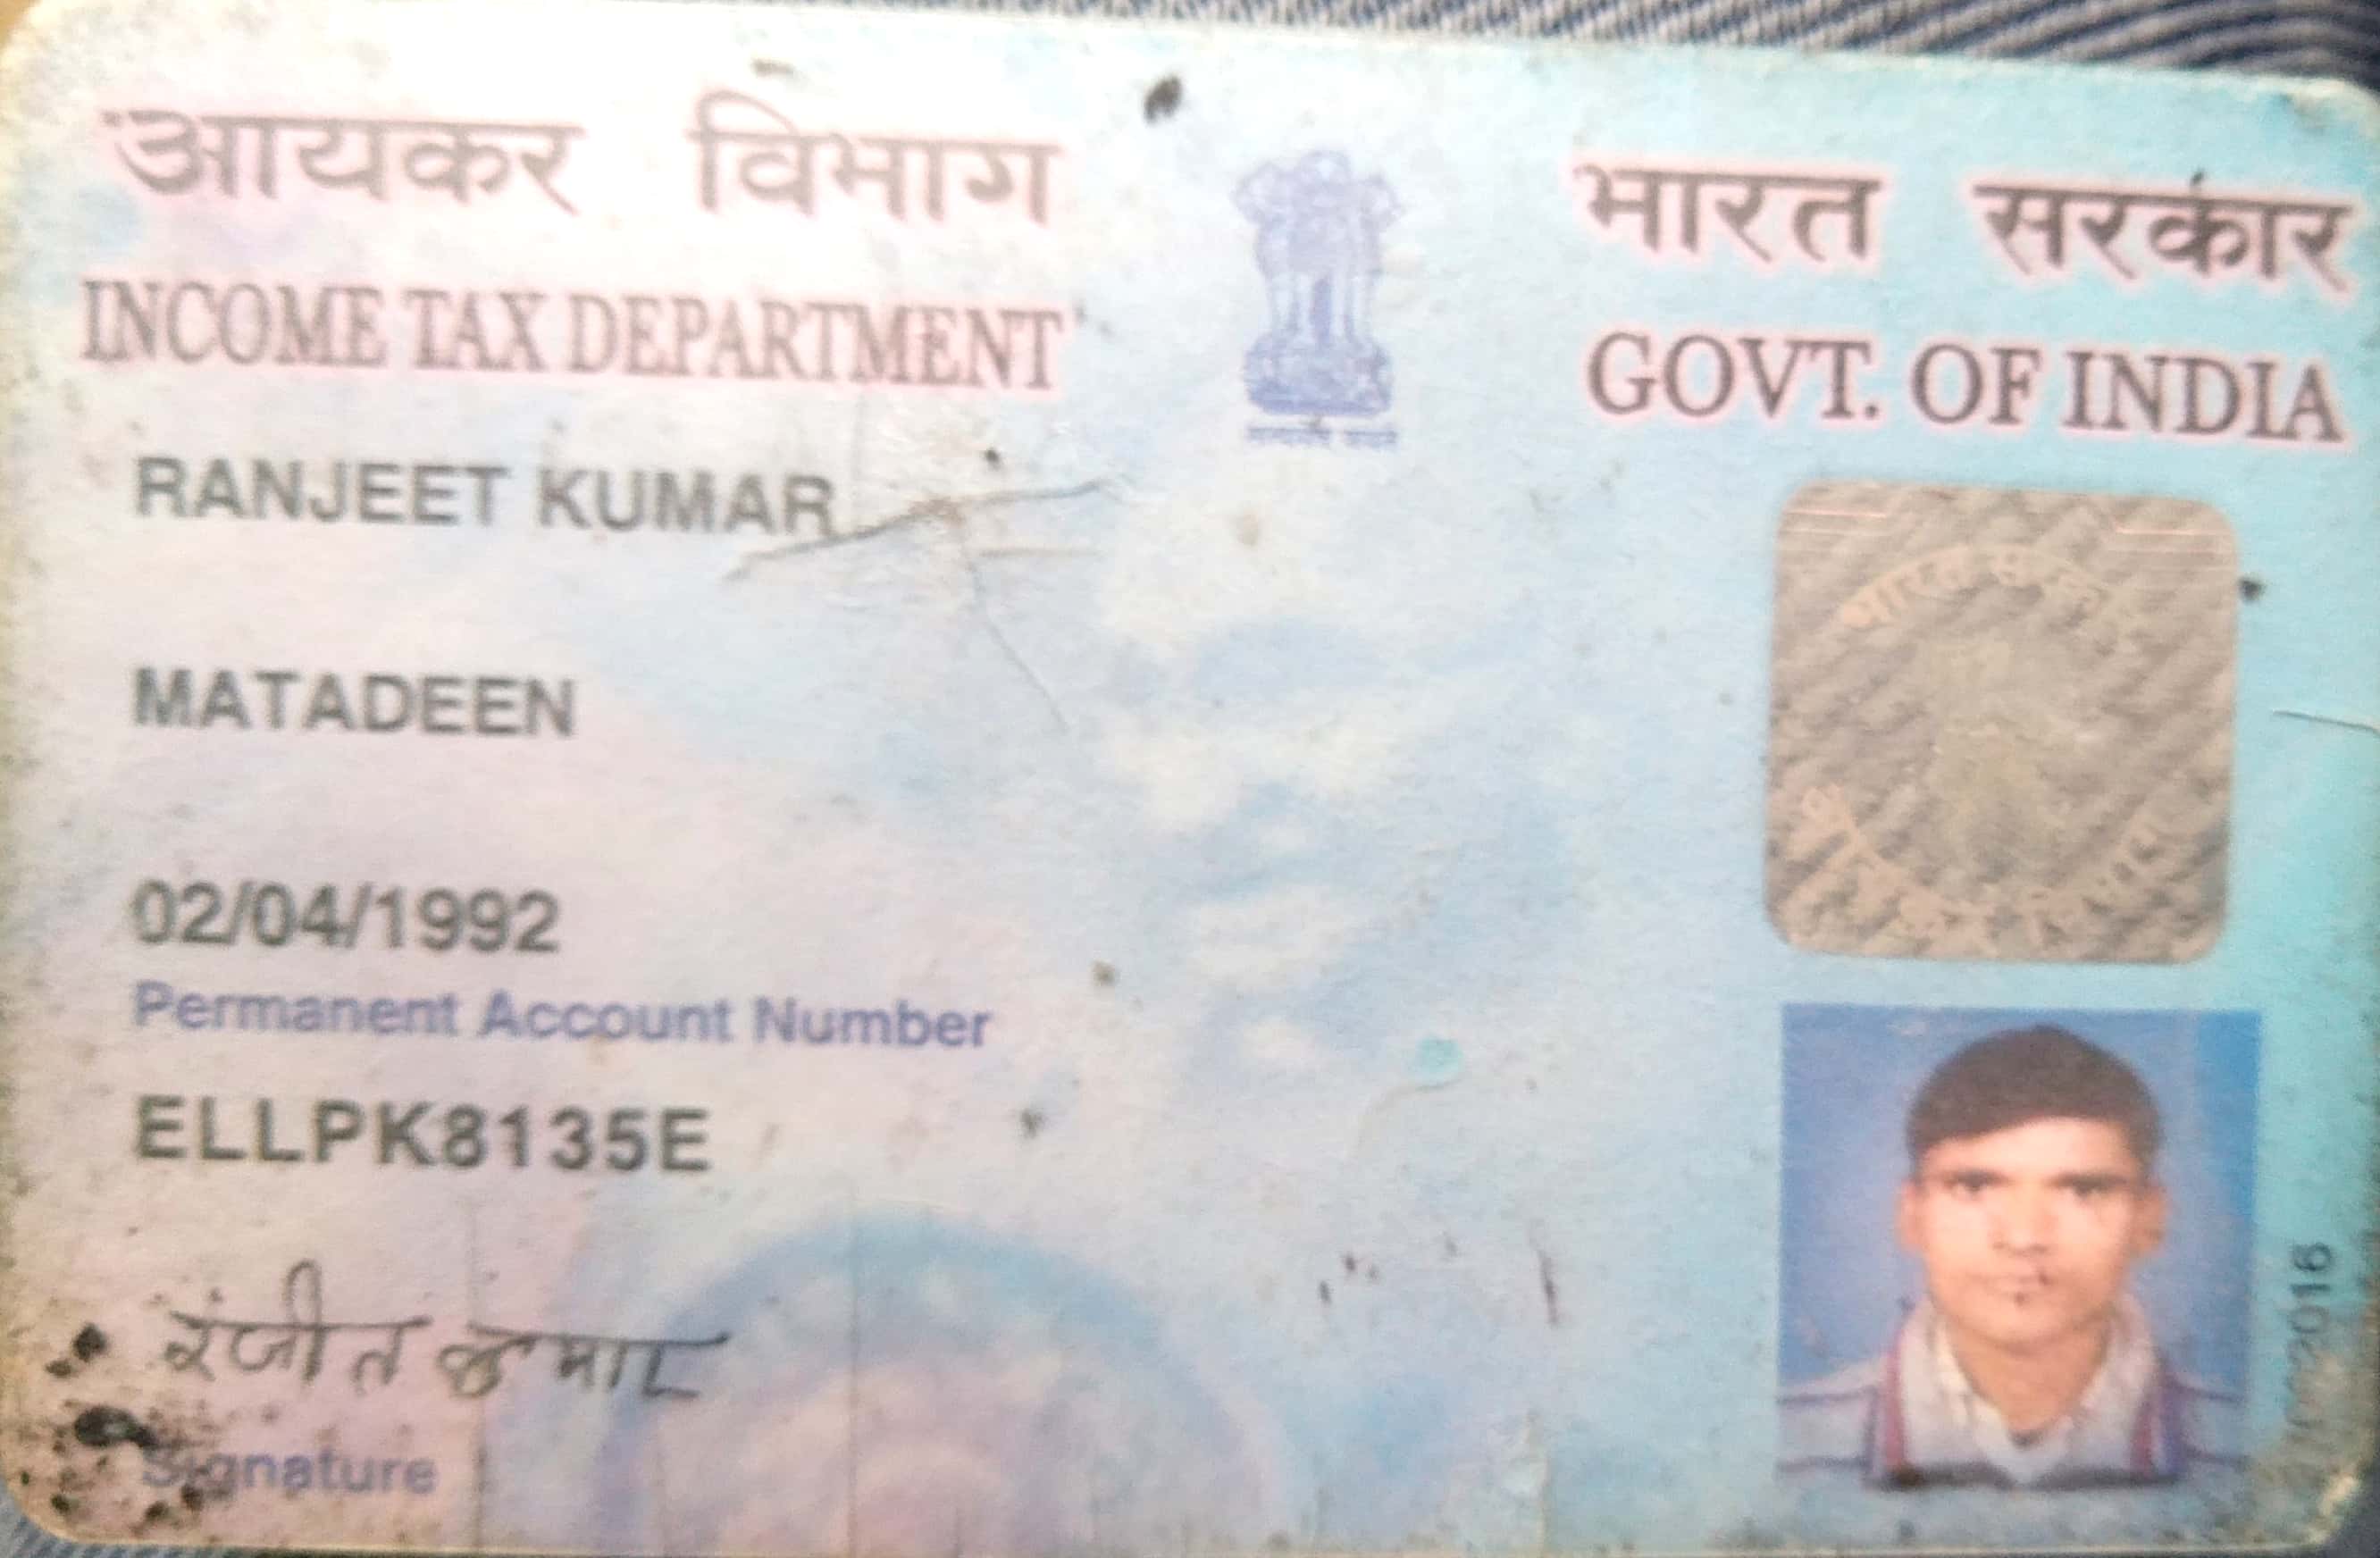 आयकर विभाग
INCOME TAX DEPARTMENT
भारत सरकार
GOVT. OF INDIA
RANJEET KUMAR
MATADEEN
02/04/1992
Permanent Account Number
ELLPK8135E
रंजीत कुमार
Signature
भारत
2016